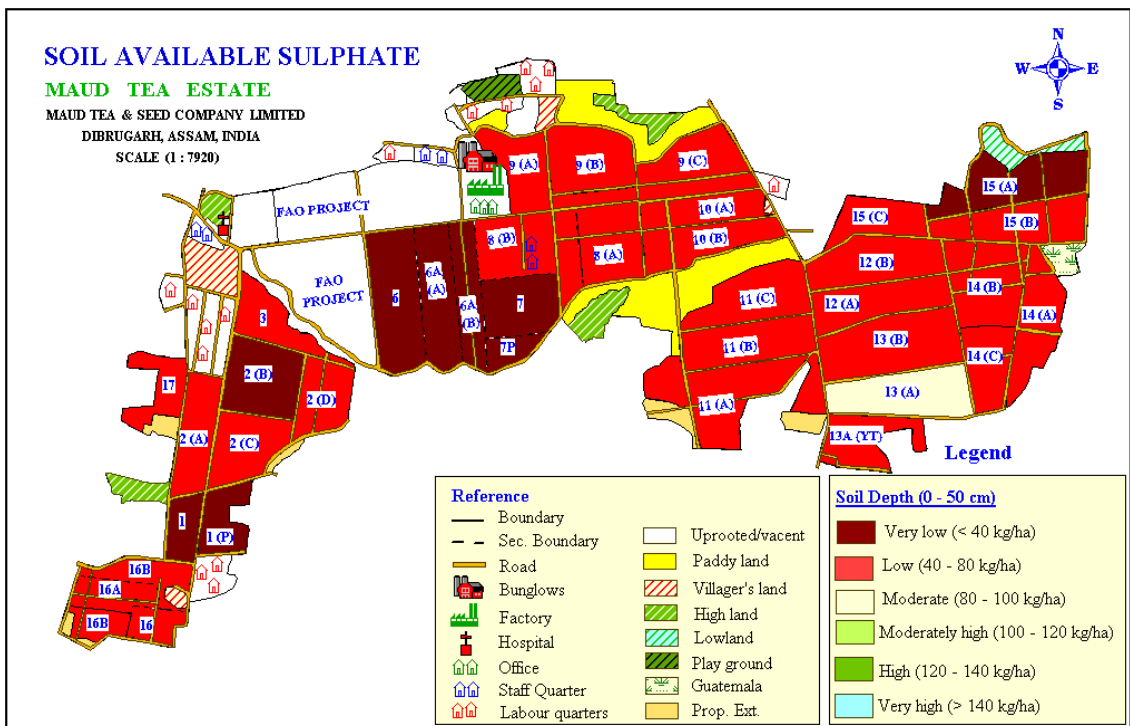 SOIL AVAILABLE SULPHATE
MAUD TEA ESTATE
MAUD TEA & SEED COMPANY LIMITED
DIBRUGARH, ASSAM, INDIA
SCALE (1 : 7920)
N
W E
S
9 (A)
9 (B)
9 (C)
15 (A)
FAO PROJECT
10 (A)
15 (C)
15 (B)
8 (B)
10 (B)
8 (A)
12 (B)
FAO
PROJECT
6
6A
(A)
6A
(B)
7
11 (C)
12 (A)
14 (B)
14 (A)
3
7P
11 (B)
13 (B)
14 (C)
17
2 (B)
2 (D)
13 (A)
11 (A)
2 (A)
2 (C)
13A (YT)
1
1 (P)
16B
16A
16B
16
Reference
Boundary
Sec. Boundary
Road
Bunglows
Factory
Hospital
Office
Staff Quarter
Labour quarters
Uprooted/vacent
Paddy land
Villager's land
High land
Lowland
Play ground
Guatemala
Prop. Ext.
Legend
Soil Depth (0 - 50 cm)
Very low (< 40 kg/ha)
Low (40 - 80 kg/ha)
Moderate (80 - 100 kg/ha)
Moderately high (100 - 120 kg/ha)
High (120 - 140 kg/ha)
Very high (> 140 kg/ha)